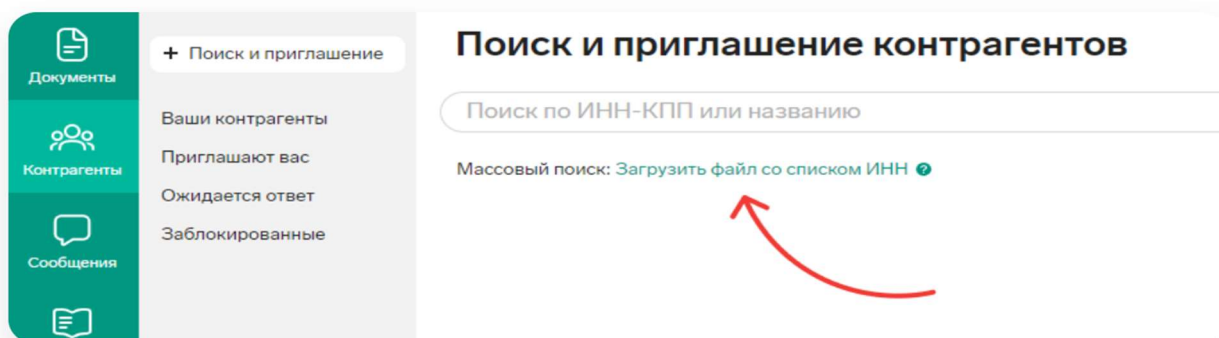 Документы
Контрагенты
Сообщения
+ Поиск и приглашение
Ваши контрагенты
Приглашают вас
Ожидается ответ
Заблокированные
Поиск и приглашение контрагентов
Поиск по ИНН-КПП или названию
Массовый поиск: Загрузить файл со списком ИНН ?